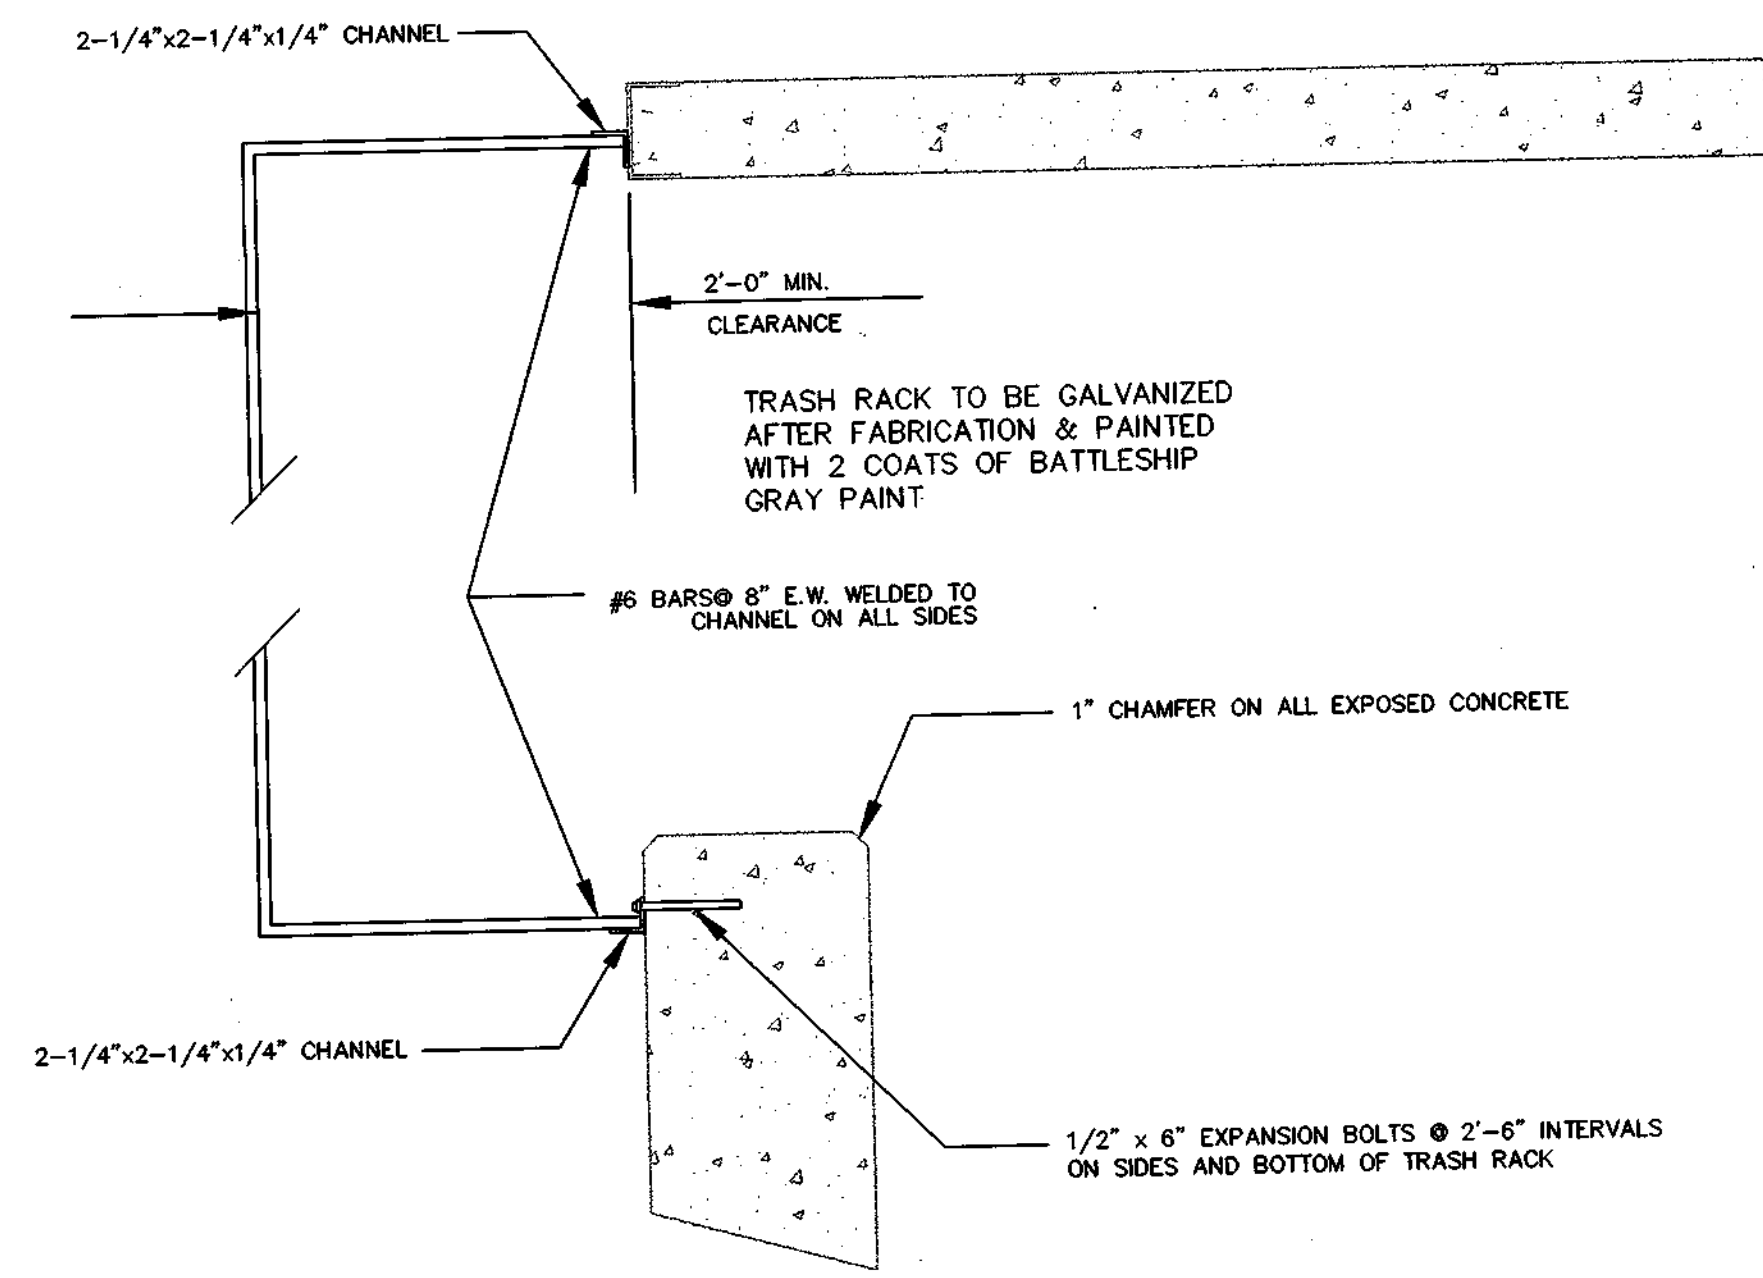 2-1/4"x2-1/4"x1/4" CHANNEL
2'-0" MIN.
CLEARANCE
TRASH RACK TO BE GALVANIZED
AFTER FABRICATION & PAINTED
WITH 2 COATS OF BATTLESHIP
GRAY PAINT
#6 BARS@ 8" E.W. WELDED TO
CHANNEL ON ALL SIDES
1" CHAMFER ON ALL EXPOSED CONCRETE
2-1/4"x2-1/4"x1/4" CHANNEL
1/2" x 6" EXPANSION BOLTS @ 2'-6" INTERVALS
ON SIDES AND BOTTOM OF TRASH RACK